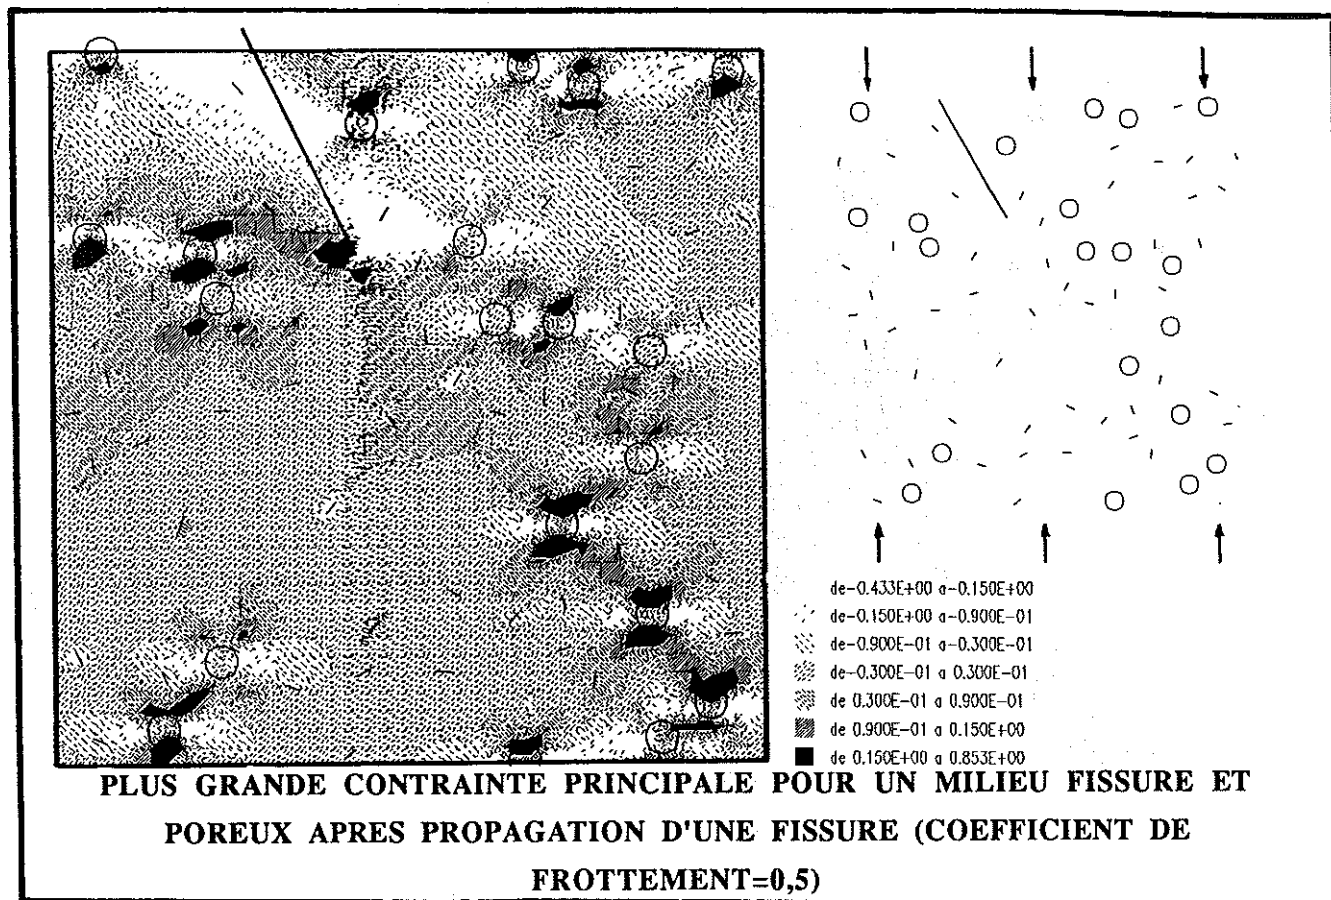 de-0.433E+00 a-0.150E+00
de-0.150E+00 a-0.900E-01
de-0.900E-01 a-0.300E-01
de-0.300E-01 a 0.300E-01
de 0.300E-01 a 0.900E-01
de 0.900E-01 a 0.150E+00
de 0.150E+00 a 0.853E+00
PLUS GRANDE CONTRAINTE PRINCIPALE POUR UN MILIEU FISSURE ET
POREUX APRES PROPAGATION D'UNE FISSURE (COEFFICIENT DE
FROTTEMENT=0,5)